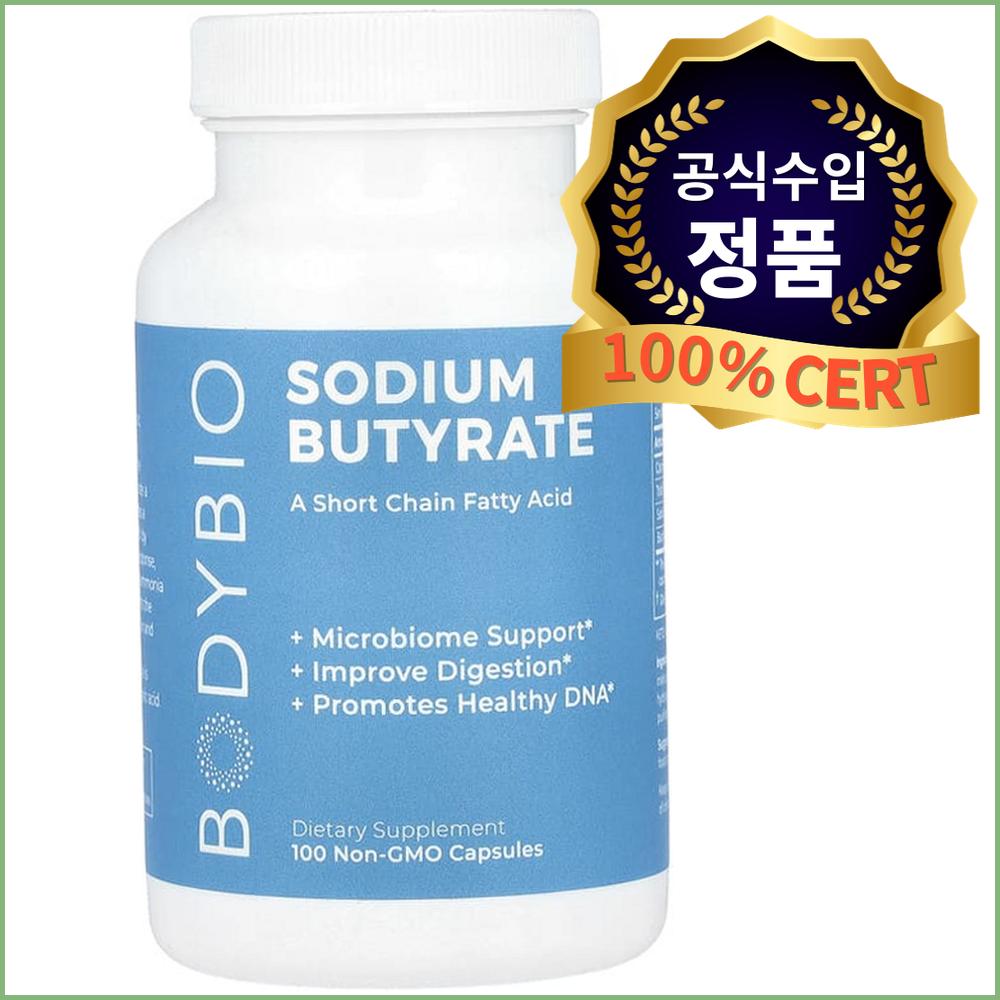 공식수입
정품
100% CERT
BODYBIO
SODIUM
BUTYRATE
A Short Chain Fatty Acid
+ Microbiome Support*
+ Improve Digestion*
+ Promotes Healthy DNA*
Dietary Supplement
100 Non-GMO Capsules